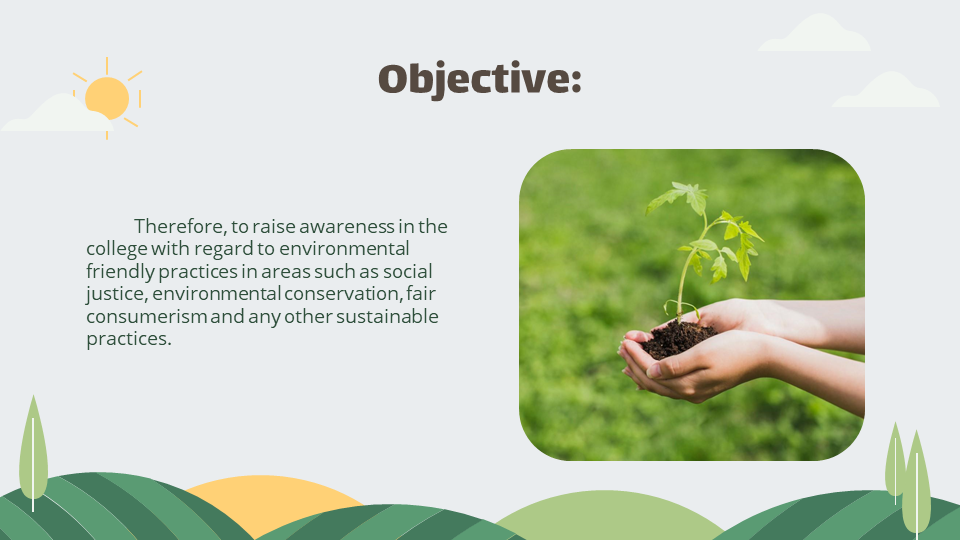 Objective:
Therefore, to raise awareness in the
college with regard to environmental
friendly practices in areas such as social
justice, environmental conservation, fair
consumerism and any other sustainable
practices.